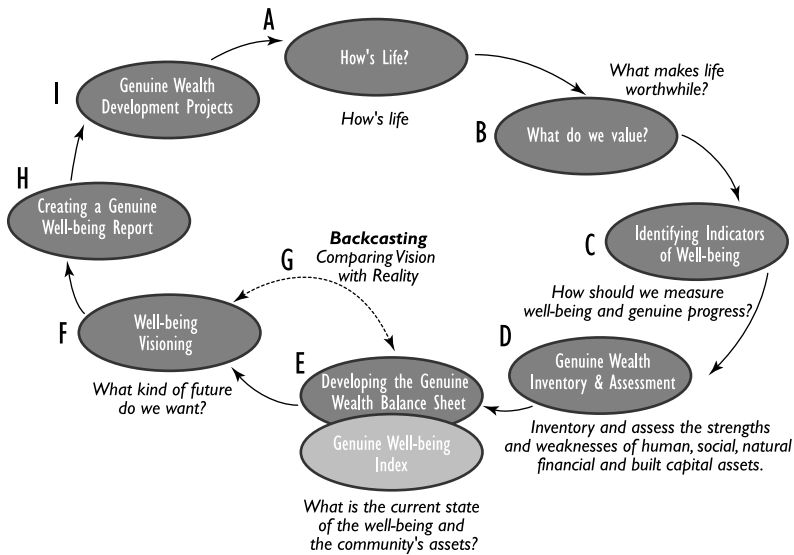 A
How's Life?
How's life
What makes life
worthwhile?
B
What do we value?
C
Identifying Indicators
of Well-being
How should we measure
well-being and genuine progress?
D
Genuine Wealth
Inventory & Assessment
Inventory and assess the strengths
and weaknesses of human, social, natural
financial and built capital assets.
E
Developing the Genuine
Wealth Balance Sheet
Genuine Well-being
Index
What is the current state
of the well-being and
the community's assets?
F
Well-being
Visioning
What kind of future
do we want?
G
Backcasting
Comparing Vision
with Reality
H
Creating a Genuine
Well-being Report
I
Genuine Wealth
Development Projects